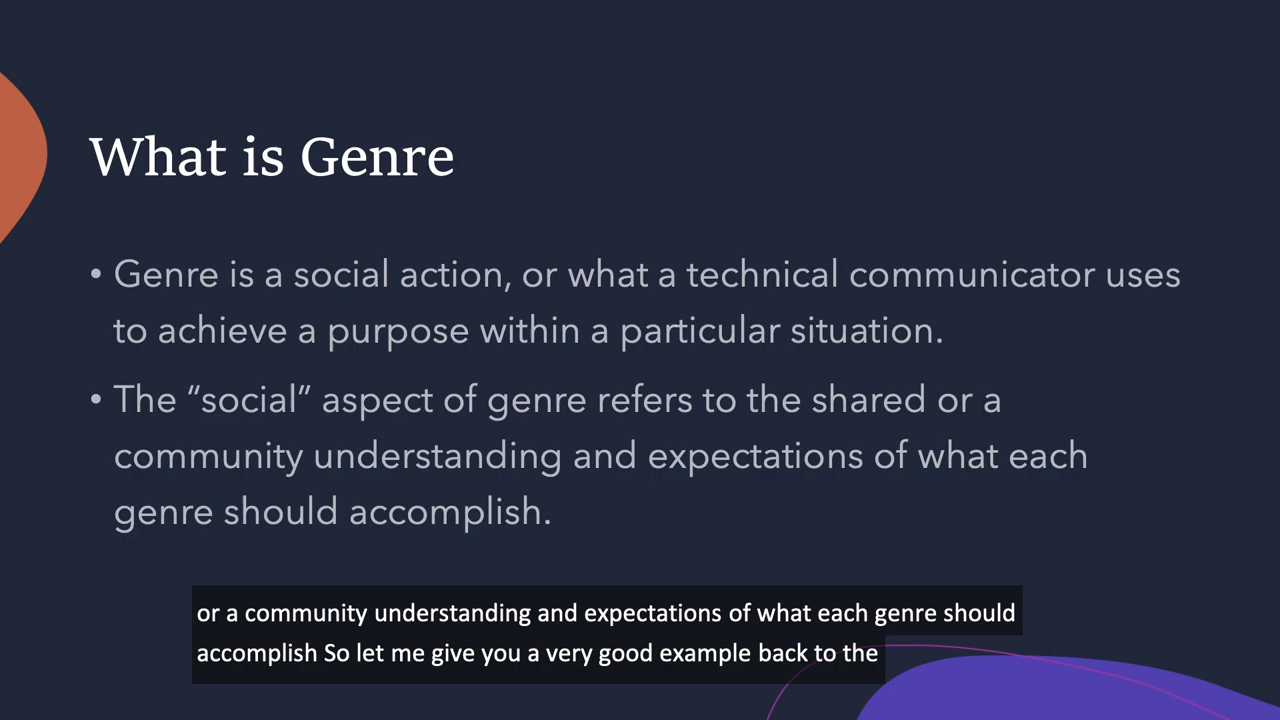 What is Genre
• Genre is a social action, or what a technical communicator uses
to achieve a purpose within a particular situation.
• The “social” aspect of genre refers to the shared or a
community understanding and expectations of what each
genre should accomplish.
or a community understanding and expectations of what each genre should
accomplish So let me give you a very good example back to the